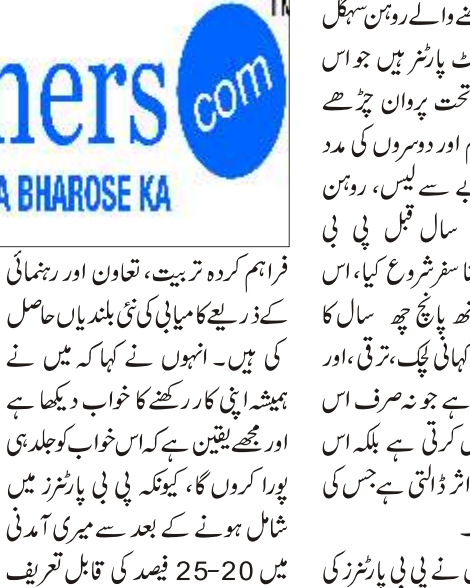 نے والے روہن سہگل
ٹ پارٹنر ہیں جو اس
تحت پروان چڑھے
م اور دوسروں کی مدد
بے سے لیس، روہن
سال قبل پی بی
نا سفر شروع کیا، اس
تھ پانچ چھ سال کا
کہانی لچک، ترقی، اور
ہے جو نہ صرف اس
ں کرتی ہے بلکہ اس
اثر ڈالتی ہے جس کی
۔
ں نے پی بی پارٹنرز کی
ners com
A BHAROSE KA
فراہم کردہ تربیت، تعاون اور رہنمائی
کے ذریعے کامیابی کی نئی بلندیاں حاصل
کی ہیں۔ انہوں نے کہا کہ میں نے
ہمیشہ اپنی کار رکھنے کا خواب دیکھا ہے
اور مجھے یقین ہے کہ اس خواب کو جلد ہی
پورا کروں گا، کیونکہ پی بی پارٹنرز میں
شامل ہونے کے بعد سے میری آمدنی
میں 20-25 فیصد کی قابل تعریف